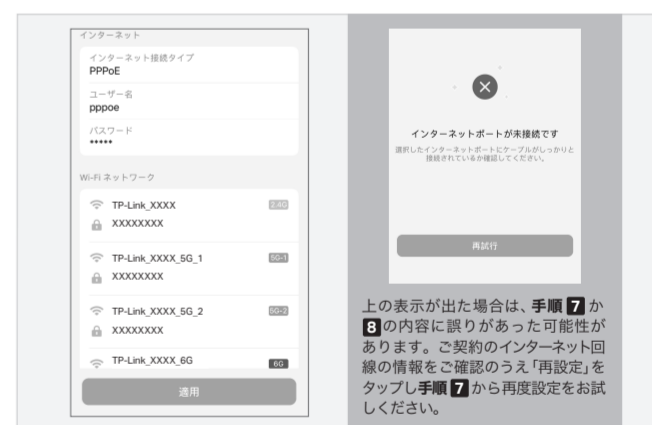 インターネット
インターネット接続タイプ
PPPoE
ユーザー名
pppoe
パスワード
*****
Wi-Fi ネットワーク
TP-Link_XXXX 2.4G
XXXXXXXX
TP-Link_XXXX_5G_1 5G-1
XXXXXXXX
TP-Link_XXXX_5G_2 5G-2
XXXXXXXX
TP-Link_XXXX_6G 6G
適用
インターネットポートが未接続です
選択したインターネットポートにケーブルがしっかりと
接続されているか確認してください。
再試行
上の表示が出た場合は、手順 7 か
8 の内容に誤りがあった可能性が
あります。ご契約のインターネット回
線の情報をご確認のうえ「再設定」を
タップし手順 7 から再度設定をお試
しください。